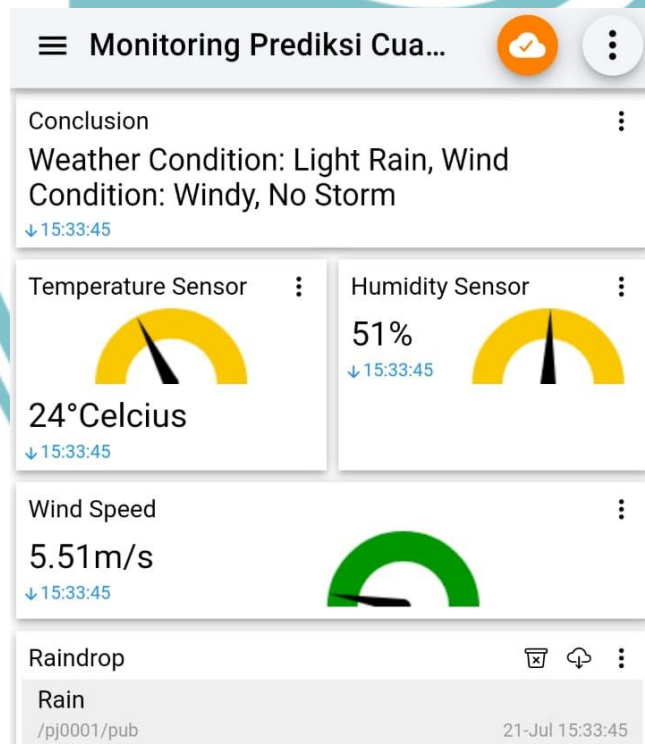 Monitoring Prediksi Cua...
Conclusion
Weather Condition: Light Rain, Wind
Condition: Windy, No Storm
15:33:45
Temperature Sensor
24°Celcius
15:33:45
Humidity Sensor
51%
15:33:45
Wind Speed
5.51m/s
15:33:45
Raindrop
Rain
/pj0001/pub 21-Jul 15:33:45